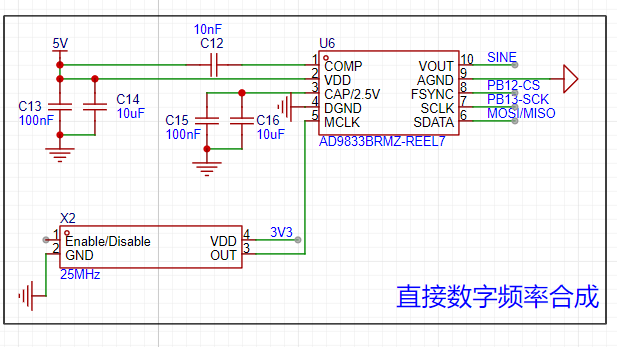 10nF
5V
C12
U6
1 COMP VOUT 10 SINE
2 VDD AGND 9
3 CAP/2.5V FSYNC 8 PB12-CS
4 DGND SCLK 7 PB13-SCK
5 MCLK SDATA 6 MOSI/MISO
AD9833BRMZ-REEL7
C13
100nF
C14
10uF
C15
100nF
C16
10uF
X2
1 Enable/Disable VDD 4 3V3
2 GND OUT 3
25MHz
直接数字频率合成